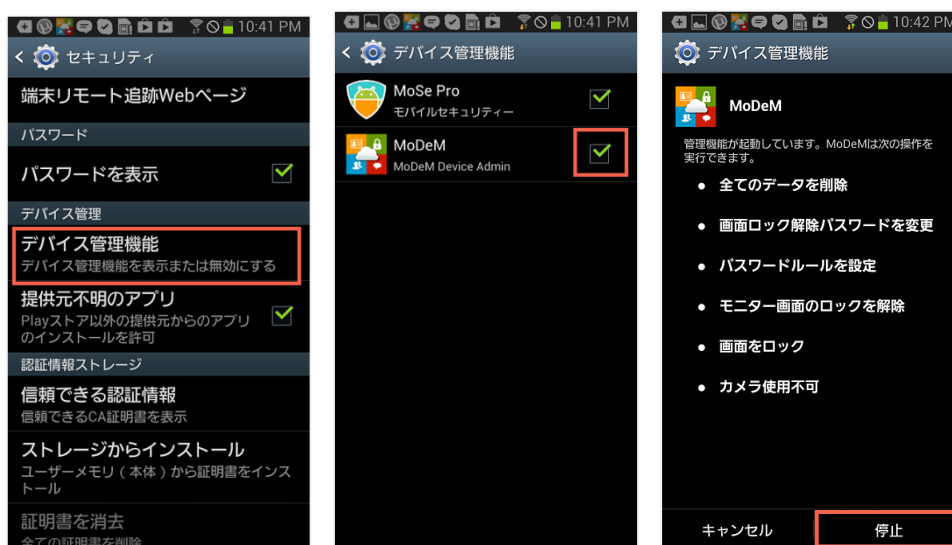 10:41 PM
セキュリティ
端末リモート追跡Webページ
パスワード
パスワードを表示
デバイス管理
デバイス管理機能
デバイス管理機能を表示または無効にする
提供元不明のアプリ
Playストア以外の提供元からのアプリ
のインストールを許可
認証情報ストレージ
信頼できる認証情報
信頼できるCA証明書を表示
ストレージからインストール
ユーザーメモリ（本体）から証明書をインス
トール
証明書を消去
全ての証明書を削除
10:41 PM
デバイス管理機能
MoSe Pro
モバイルセキュリティー
MoDeM
MoDeM Device Admin
10:42 PM
デバイス管理機能
MoDeM
管理機能が起動しています。MoDeMは次の操作を
実行できます。
● 全てのデータを削除
● 画面ロック解除パスワードを変更
● パスワードルールを設定
● モニター画面のロックを解除
● 画面をロック
● カメラ使用不可
キャンセル
停止